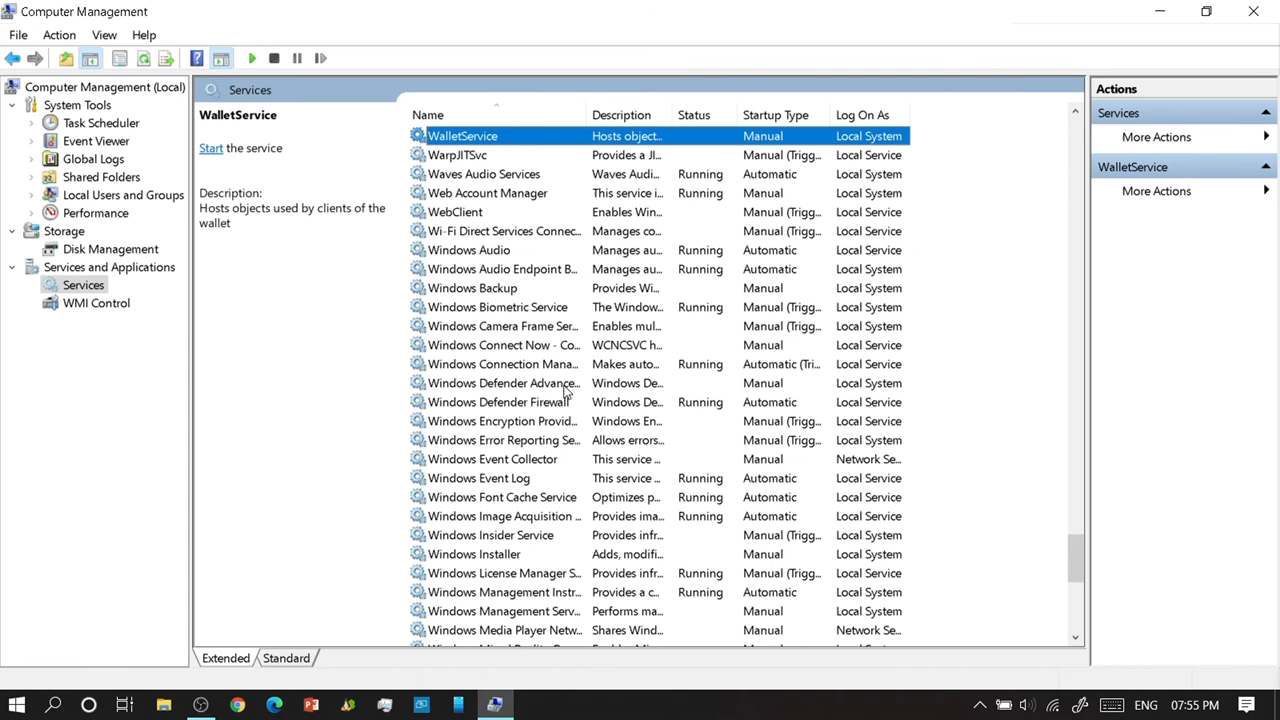 Computer Management
File Action View Help
Computer Management (Local)
System Tools
Task Scheduler
Event Viewer
Global Logs
Shared Folders
Local Users and Groups
Performance
Storage
Disk Management
Services and Applications
Services
WMI Control
Services
WalletService
Start the service
Description:
Hosts objects used by clients of the
wallet
Name Description Status Startup Type Log On As
WalletService Hosts object... Manual Local System
WarpJITSvc Provides a JI... Manual (Trigg... Local Service
Waves Audio Services Waves Audi... Running Automatic Local System
Web Account Manager This service i... Running Manual Local System
WebClient Enables Win... Manual (Trigg... Local Service
Wi-Fi Direct Services Connec... Manages co... Manual (Trigg... Local Service
Windows Audio Manages au... Running Automatic Local Service
Windows Audio Endpoint B... Manages au... Running Automatic Local System
Windows Backup Provides Wi... Manual Local System
Windows Biometric Service The Window... Running Manual (Trigg... Local System
Windows Camera Frame Ser... Enables mul... Manual (Trigg... Local Service
Windows Connect Now - Co... WCNCSVC h... Manual Local Service
Windows Connection Mana... Makes auto... Running Automatic (Tri... Local Service
Windows Defender Advance... Windows De... Manual Local System
Windows Defender Firewall Windows De... Running Automatic Local Service
Windows Encryption Provid... Windows En... Manual (Trigg... Local Service
Windows Error Reporting Se... Allows errors... Manual (Trigg... Local System
Windows Event Collector This service ... Manual Network Se...
Windows Event Log This service ... Running Automatic Local Service
Windows Font Cache Service Optimizes p... Running Automatic Local Service
Windows Image Acquisition ... Provides ima... Running Automatic Local Service
Windows Insider Service Provides infr... Manual (Trigg... Local System
Windows Installer Adds, modifi... Manual Local System
Windows License Manager S... Provides infr... Running Manual (Trigg... Local Service
Windows Management Instr... Provides a c... Running Automatic Local System
Windows Management Serv... Performs ma... Manual Local System
Windows Media Player Netw... Shares Wind... Manual Network Se...
Extended Standard
Actions
Services
More Actions
WalletService
More Actions
ENG 07:55 PM